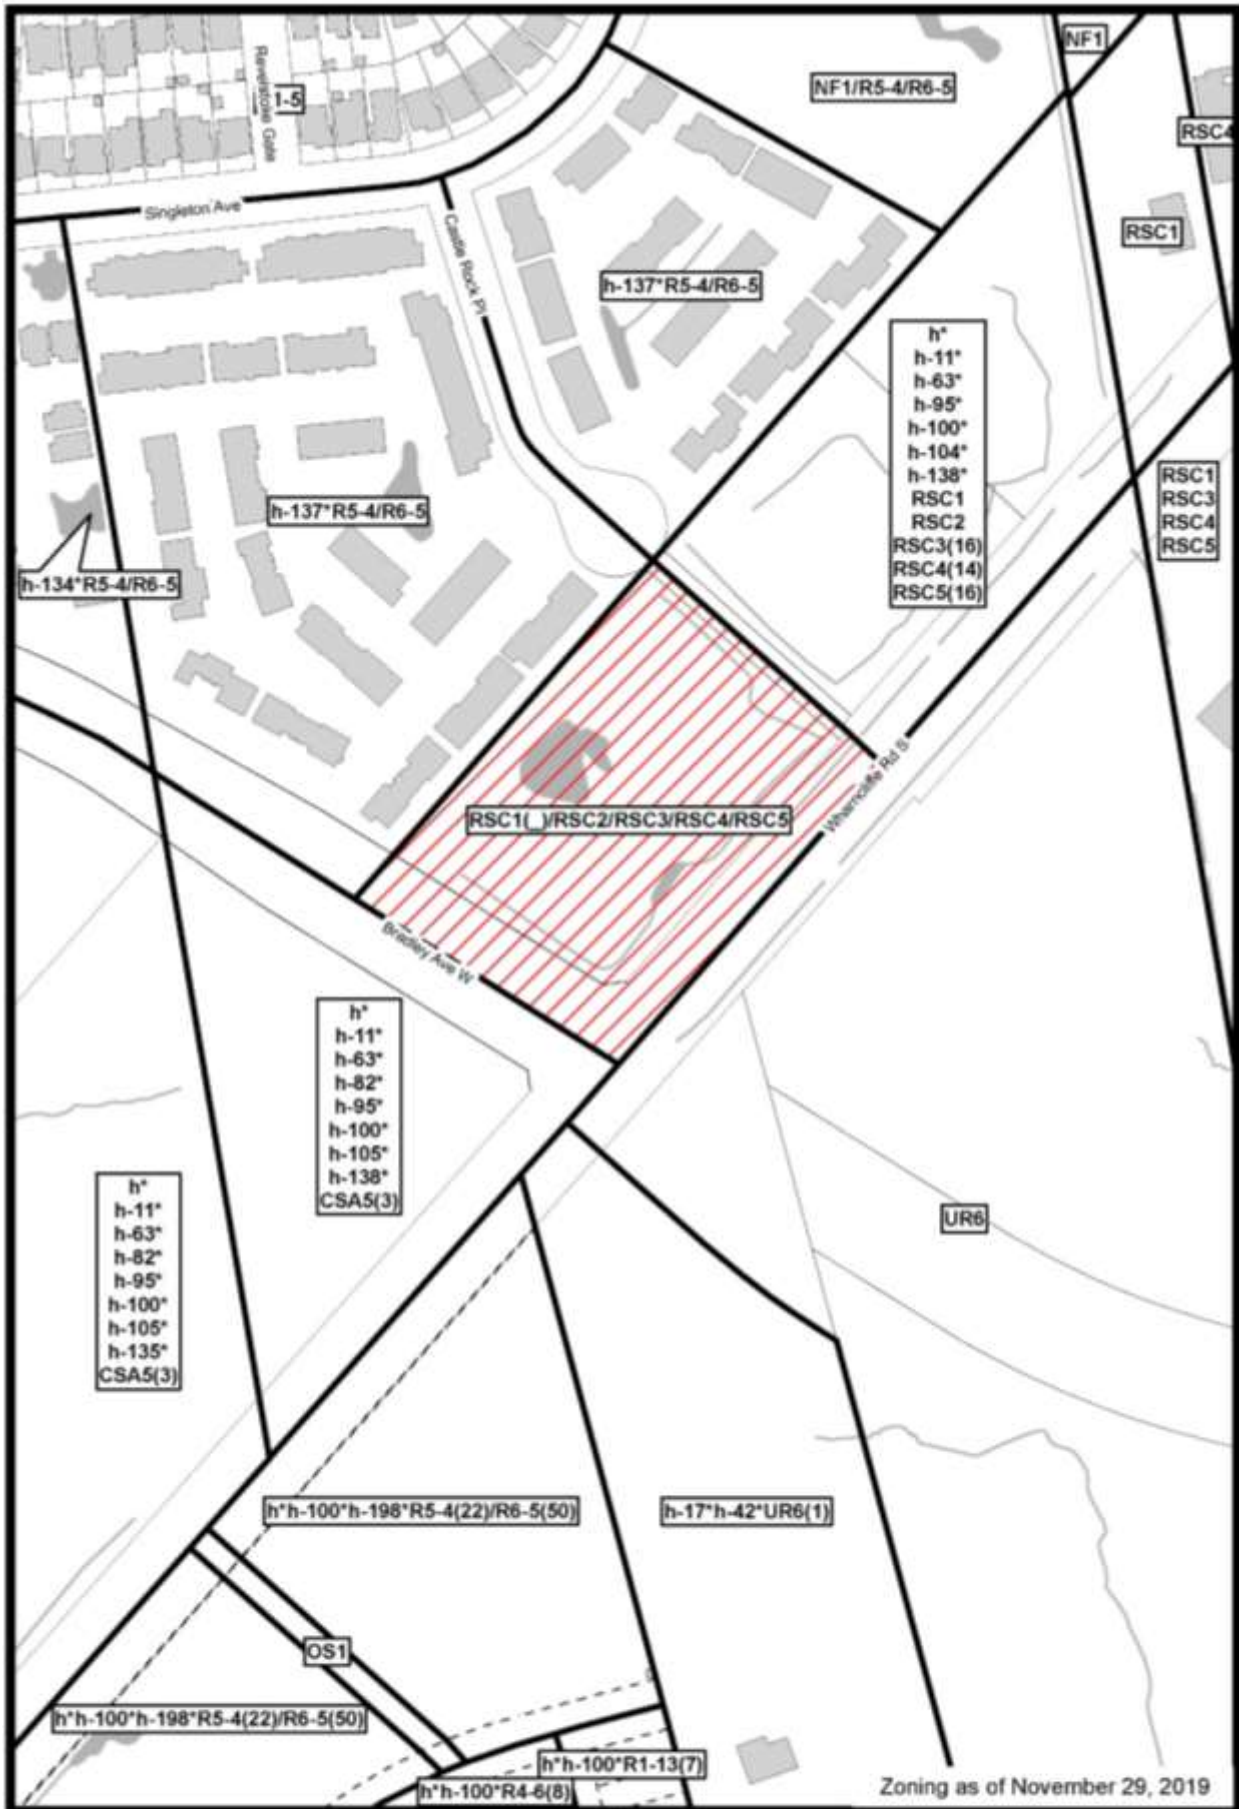 NF1
NF1/R5-4/R6-5
Revelstoke Gate
1-5
RSC4
Singleton Ave
Castle Rock Pl
RSC1
h-137*R5-4/R6-5
h*
h-11*
h-63*
h-95*
h-100*
h-104*
h-138*
RSC1
RSC2
RSC3(16)
RSC4(14)
RSC5(16)
RSC1
RSC3
RSC4
RSC5
h-137*R5-4/R6-5
h-134*R5-4/R6-5
Wharncliffe Rd S
RSC1(_)/RSC2/RSC3/RSC4/RSC5
Bradley Ave W
h*
h-11*
h-63*
h-82*
h-95*
h-100*
h-105*
h-138*
CSA5(3)
h*
h-11*
h-63*
h-82*
h-95*
h-100*
h-105*
h-135*
CSA5(3)
UR6
h*h-100*h-198*R5-4(22)/R6-5(50)
h-17*h-42*UR6(1)
OS1
h*h-100*h-198*R5-4(22)/R6-5(50)
h*h-100*R1-13(7)
h*h-100*R4-6(8)
Zoning as of November 29, 2019